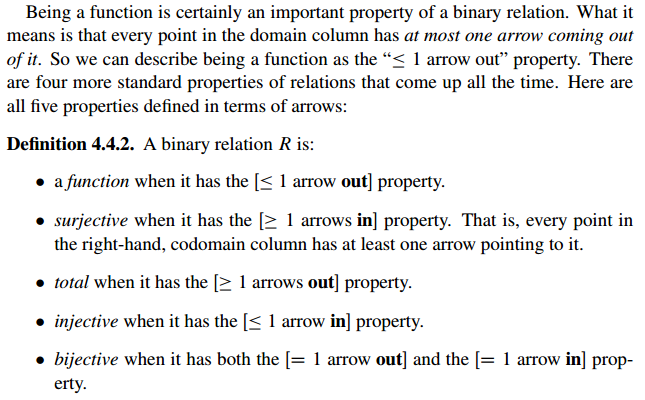 Being a function is certainly an important property of a binary relation. What it
means is that every point in the domain column has at most one arrow coming out
of it. So we can describe being a function as the “≤ 1 arrow out” property. There
are four more standard properties of relations that come up all the time. Here are
all five properties defined in terms of arrows:
Definition 4.4.2. A binary relation R is:
• a function when it has the [≤ 1 arrow out] property.
• surjective when it has the [≥ 1 arrows in] property. That is, every point in
the right-hand, codomain column has at least one arrow pointing to it.
• total when it has the [≥ 1 arrows out] property.
• injective when it has the [≤ 1 arrow in] property.
• bijective when it has both the [= 1 arrow out] and the [= 1 arrow in] prop-
erty.